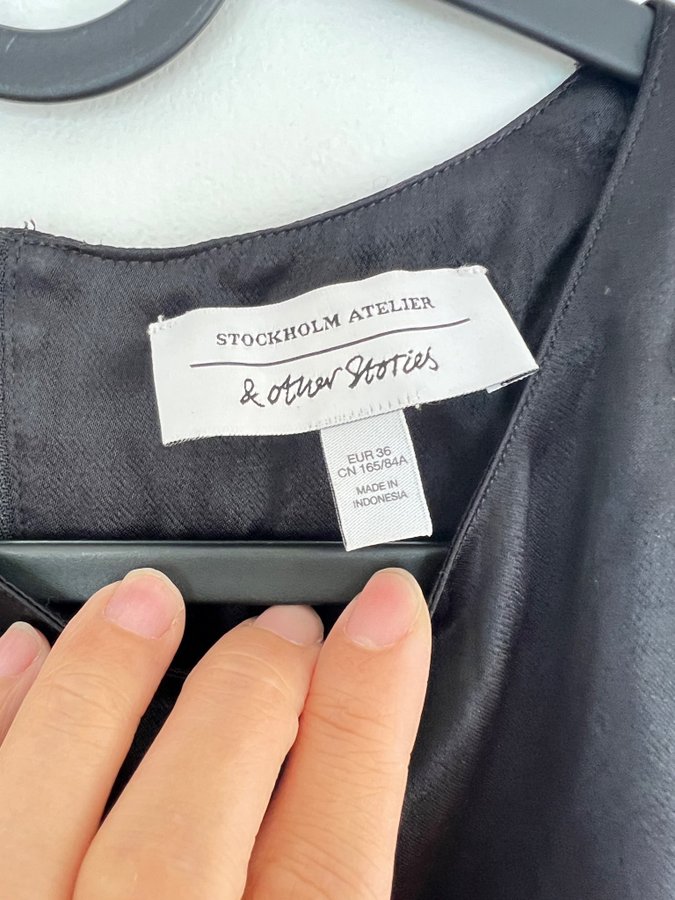 STOCKHOLM ATELIER
& other Stories
EUR 36
CN 165/84A
MADE IN
INDONESIA